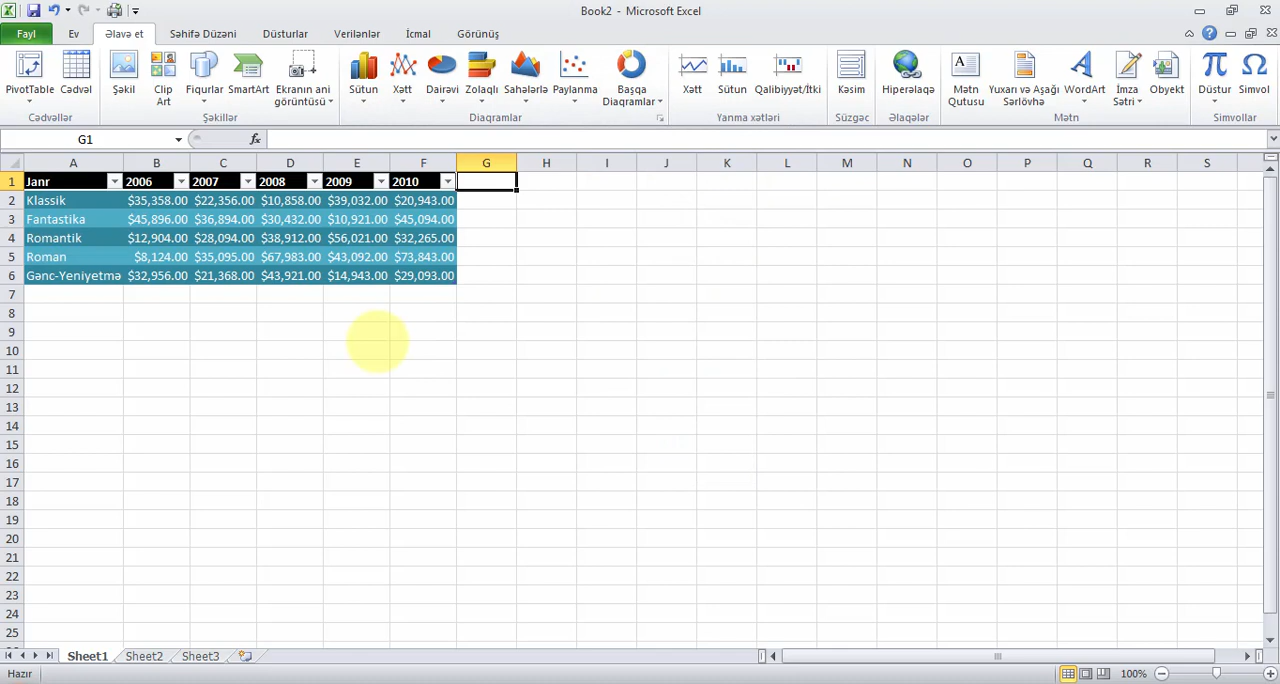 Book2 - Microsoft Excel
Fayl Ev Əlavə et Səhifə Düzəni Düsturlar Verilənlər İcmal Görünüş
PivotTable Cədvəl Şəkil Clip Art Fiqurlar SmartArt Ekranın ani görüntüsü Sütun Xətt Dairəvi Zolaqlı Sahələrlə Paylanma Başqa Diaqramlar Xətt Sütun Qalibiyyət/İtki Kəsim Hiperəlaqə Mətn Qutusu Yuxarı və Aşağı Sərlövhə WordArt İmza Sətri Obyekt Düstur Simvol
Cədvəllər Şəkillər Diaqramlar Yanma xətləri Süzgəc Əlaqələr Mətn Simvollar
G1 fx
A B C D E F G H I J K L M N O P Q R S
1 Janr 2006 2007 2008 2009 2010
2 Klassik $35,358.00 $22,356.00 $10,858.00 $39,032.00 $20,943.00
3 Fantastika $45,896.00 $36,894.00 $30,432.00 $10,921.00 $45,094.00
4 Romantik $12,904.00 $28,094.00 $38,912.00 $56,021.00 $32,265.00
5 Roman $8,124.00 $35,095.00 $67,983.00 $43,092.00 $73,843.00
6 Gənc-Yeniyetmə $32,956.00 $21,368.00 $43,921.00 $14,943.00 $29,093.00
7
8
9
10
11
12
13
14
15
16
17
18
19
20
21
22
23
24
25
Sheet1 Sheet2 Sheet3
Hazır 100%